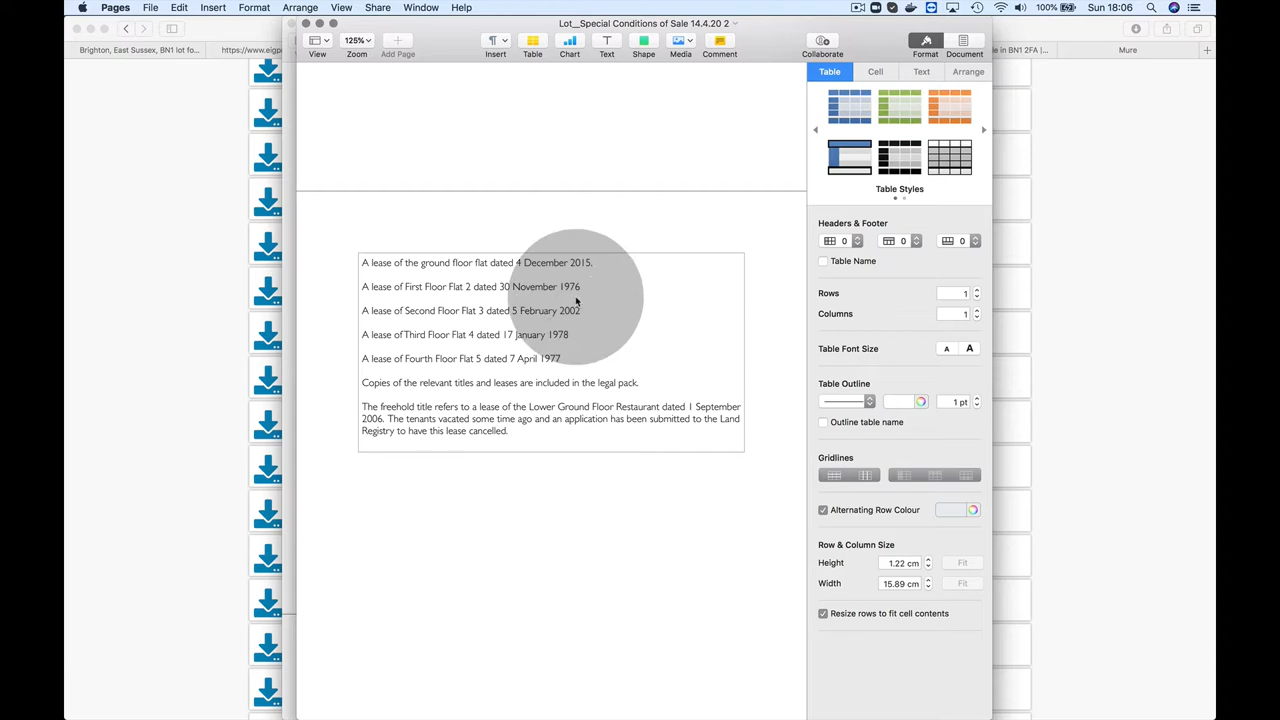 Pages File Edit Insert Format Arrange View Share Window Help
100% Sun 18:06
Lot__Special Conditions of Sale 14.4.20 2
Brighton, East Sussex, BN1 lot fo...
https://www.eigp
le in BN1 2FA |...
More
125%
View Zoom Add Page Insert Table Chart Text Shape Media Comment Collaborate Format Document
Table Cell Text Arrange
Table Styles
Headers & Footer
0 0 0
Table Name
Rows 1
Columns 1
Table Font Size A A
Table Outline
1 pt
Outline table name
Gridlines
Alternating Row Colour
Row & Column Size
Height 1.22 cm Fit
Width 15.89 cm Fit
Resize rows to fit cell contents
A lease of the ground floor flat dated 4 December 2015.
A lease of First Floor Flat 2 dated 30 November 1976
A lease of Second Floor Flat 3 dated 5 February 2002
A lease of Third Floor Flat 4 dated 17 January 1978
A lease of Fourth Floor Flat 5 dated 7 April 1977
Copies of the relevant titles and leases are included in the legal pack.
The freehold title refers to a lease of the Lower Ground Floor Restaurant dated 1 September
2006. The tenants vacated some time ago and an application has been submitted to the Land
Registry to have this lease cancelled.